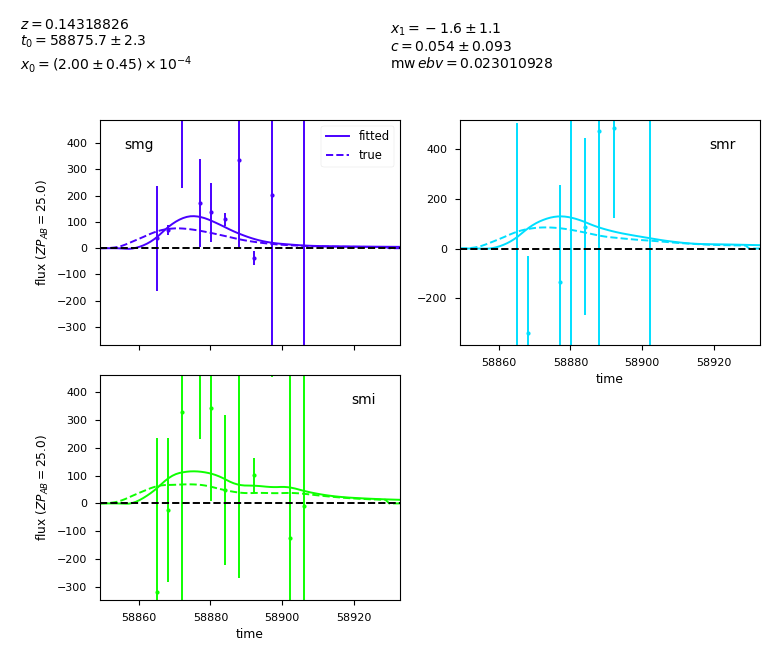 z = 0.14318826
t0 = 58875.7 ± 2.3
x0 = (2.00 ± 0.45) × 10^−4
x1 = −1.6 ± 1.1
c = 0.054 ± 0.093
mwebv = 0.023010928
smg
fitted
true
400
300
200
100
0
−100
−200
−300
flux (ZP_AB = 25.0)
smr
400
200
0
−200
58860 58880 58900 58920
time
smi
400
300
200
100
0
−100
−200
−300
flux (ZP_AB = 25.0)
58860 58880 58900 58920
time